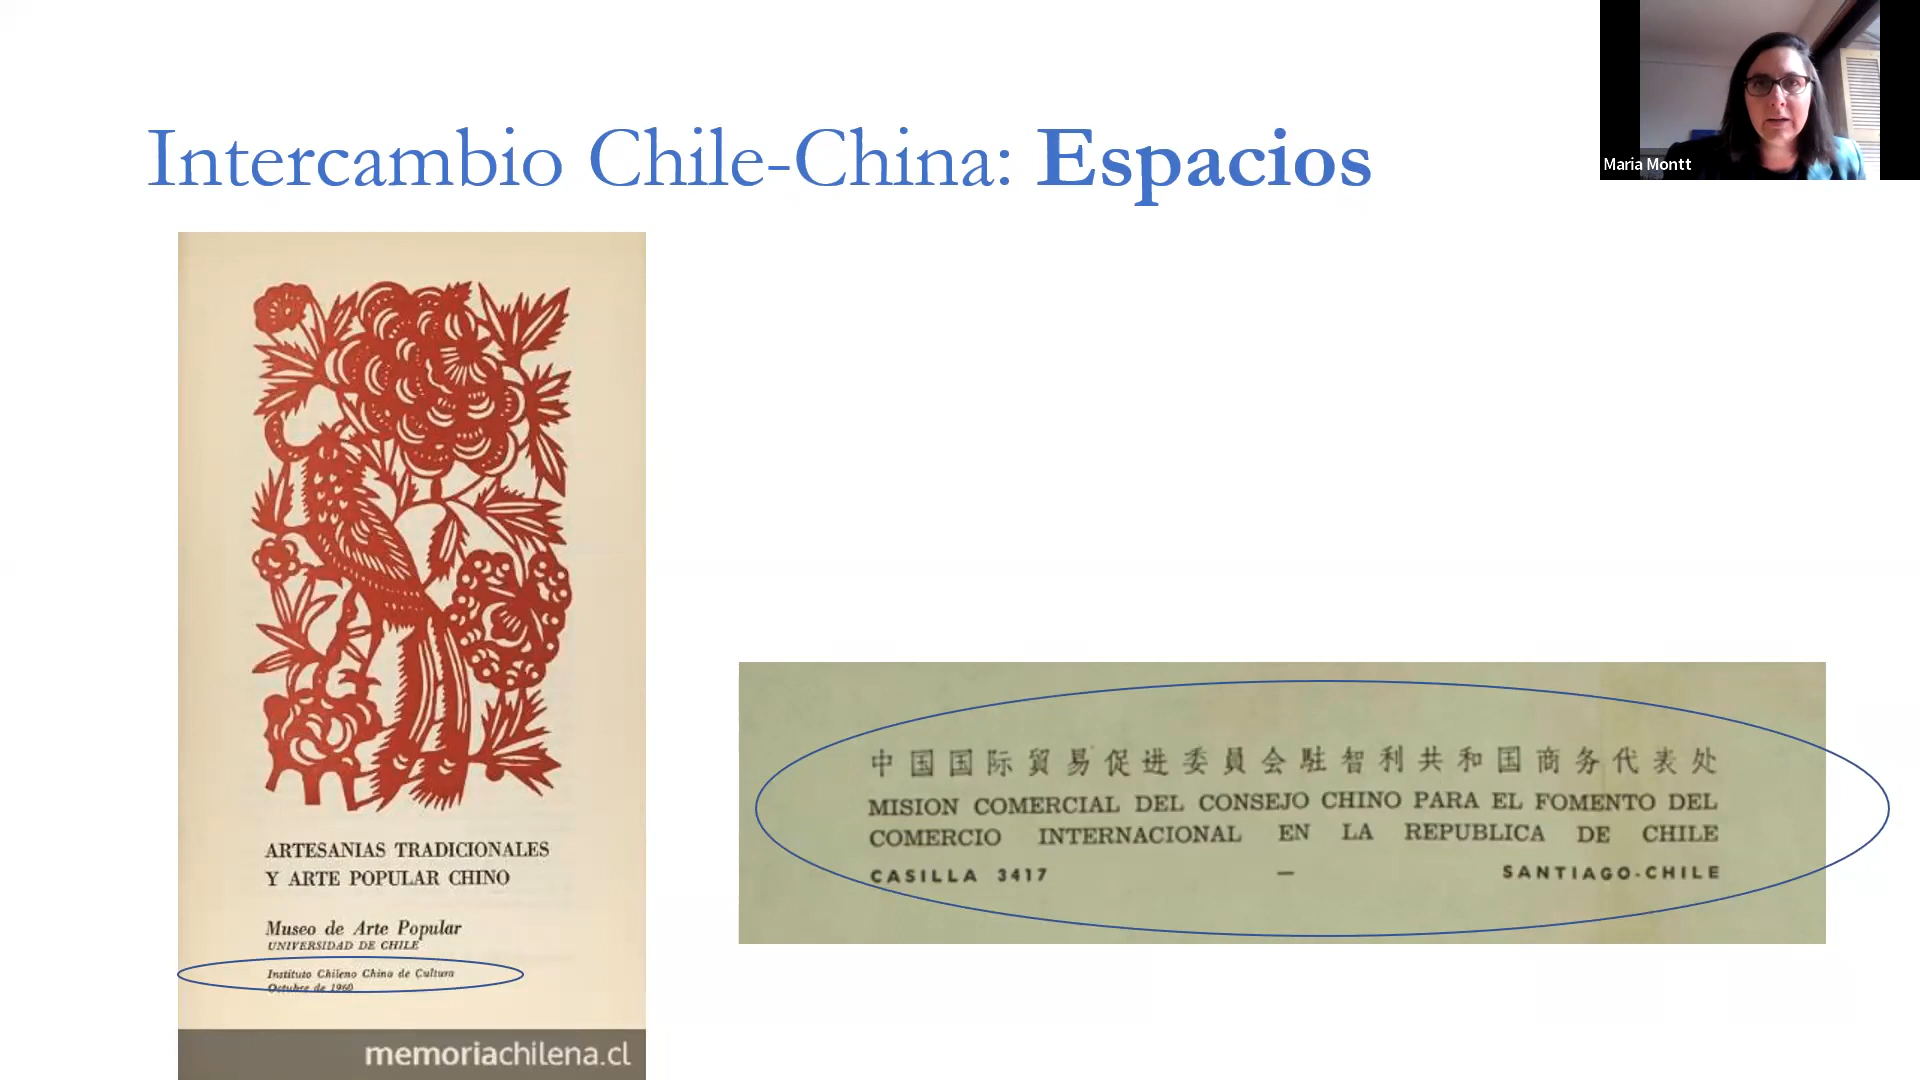 Intercambio Chile-China: Espacios
Maria Montt
ARTESANIAS TRADICIONALES
Y ARTE POPULAR CHINO
Museo de Arte Popular
UNIVERSIDAD DE CHILE
Instituto Chileno Chino de Cultura
Octubre de 1960
memoriachilena.cl
中国国际貿易促进委員会駐智利共和国商务代表处
MISION COMERCIAL DEL CONSEJO CHINO PARA EL FOMENTO DEL
COMERCIO INTERNACIONAL EN LA REPUBLICA DE CHILE
CASILLA 3417 — SANTIAGO-CHILE